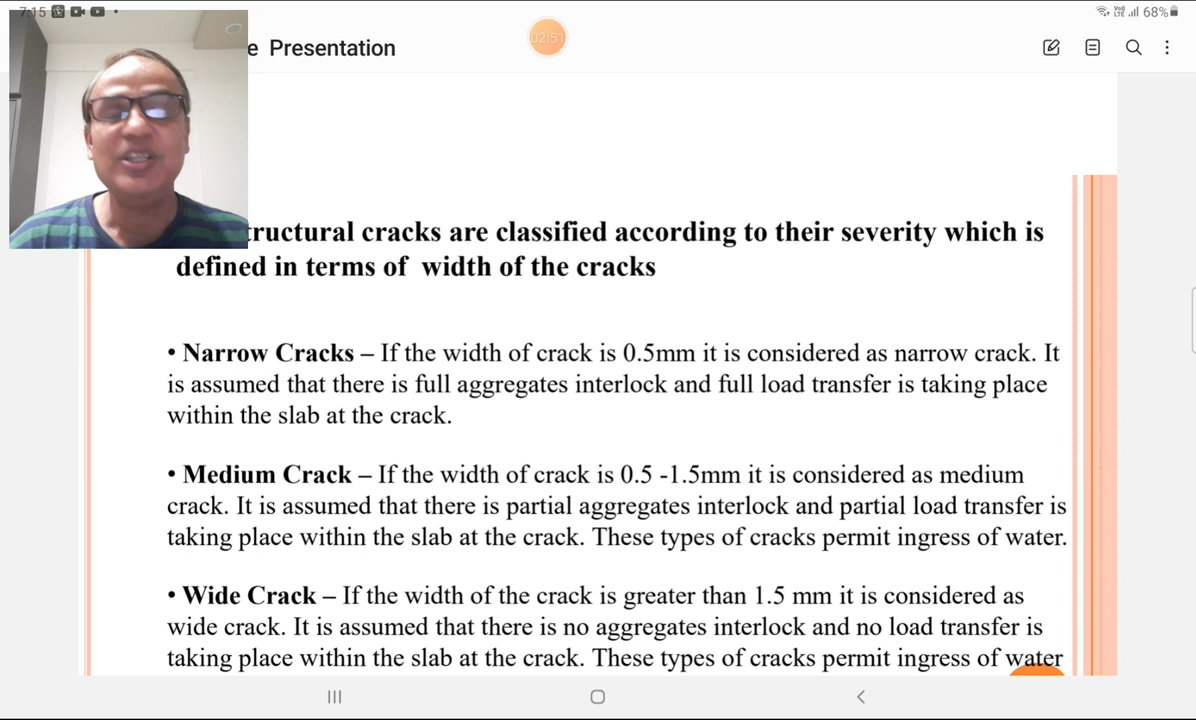 7:15
68%
e Presentation
02:51
tructural cracks are classified according to their severity which is
defined in terms of width of the cracks
• Narrow Cracks – If the width of crack is 0.5mm it is considered as narrow crack. It
is assumed that there is full aggregates interlock and full load transfer is taking place
within the slab at the crack.
• Medium Crack – If the width of crack is 0.5 -1.5mm it is considered as medium
crack. It is assumed that there is partial aggregates interlock and partial load transfer is
taking place within the slab at the crack. These types of cracks permit ingress of water.
• Wide Crack – If the width of the crack is greater than 1.5 mm it is considered as
wide crack. It is assumed that there is no aggregates interlock and no load transfer is
taking place within the slab at the crack. These types of cracks permit ingress of water